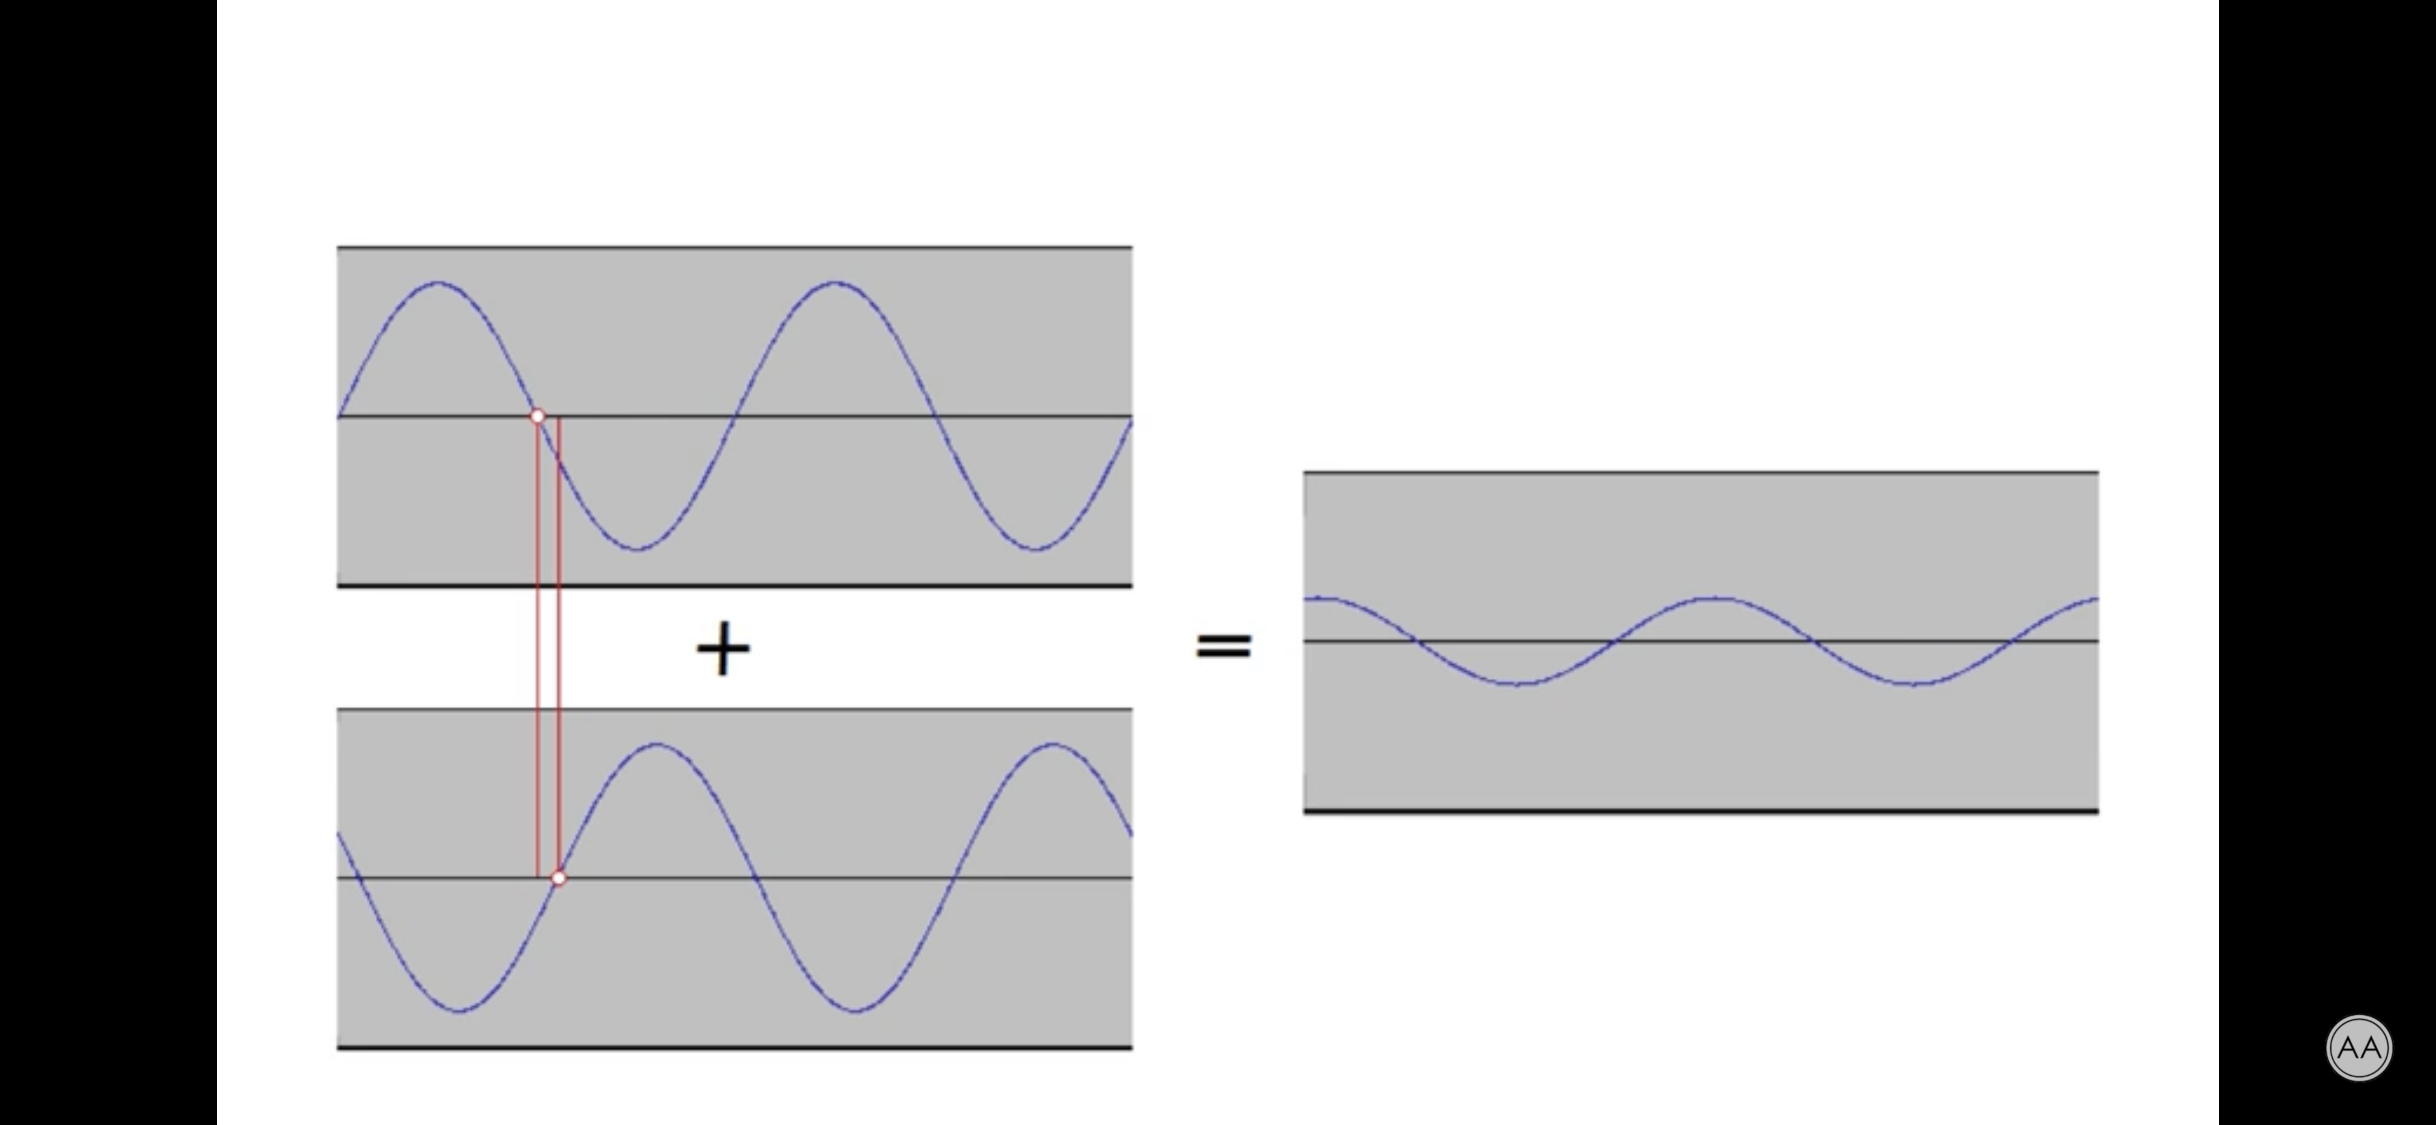 +
=
AA